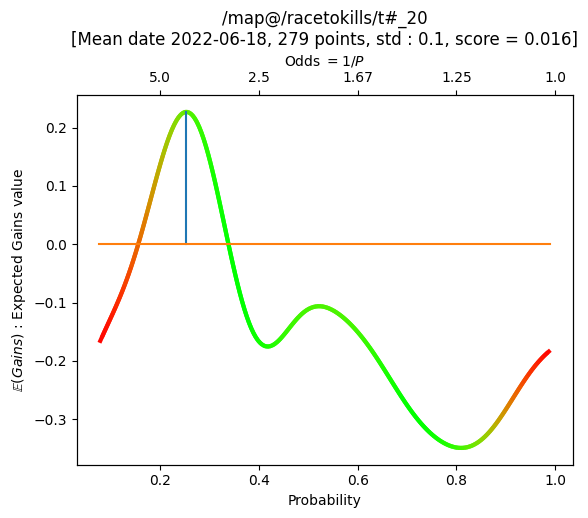 /map@/racetokills/t#_20
[Mean date 2022-06-18, 279 points, std : 0.1, score = 0.016]
Odds = 1/P
5.0 2.5 1.67 1.25 1.0
0.2
0.1
0.0
−0.1
−0.2
−0.3
𝔼(Gains) : Expected Gains value
0.2 0.4 0.6 0.8 1.0
Probability